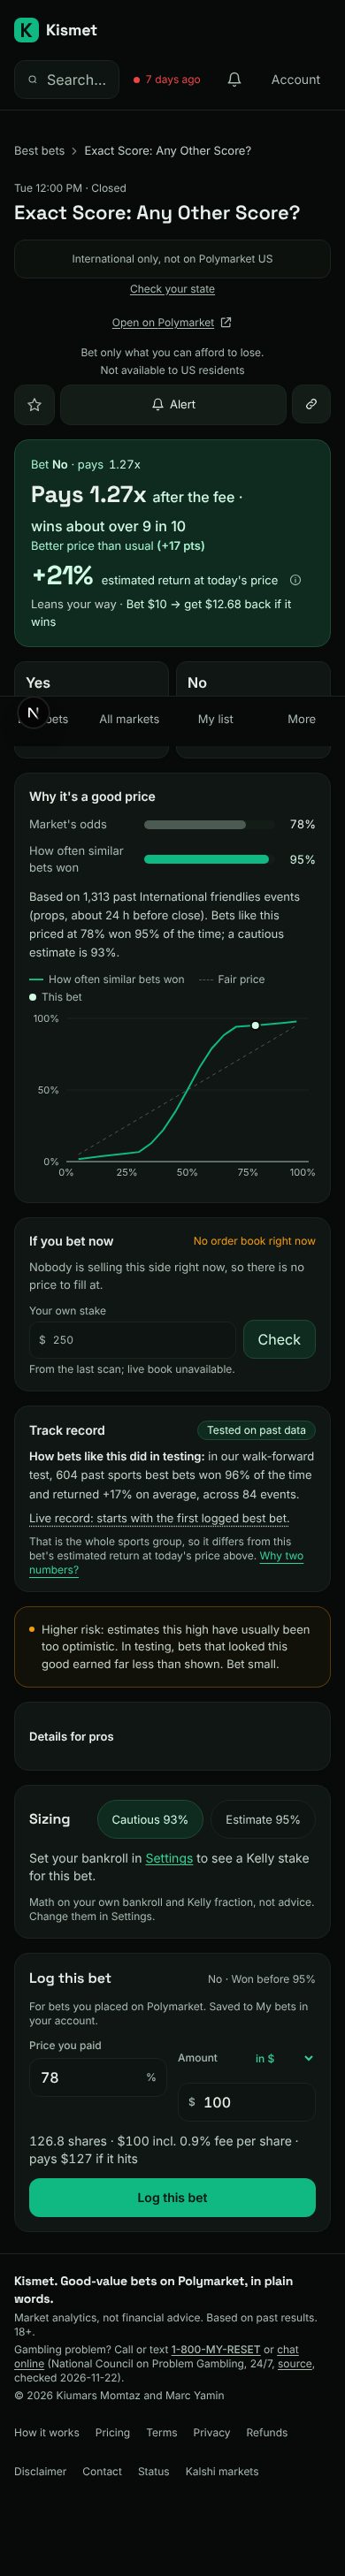 Kismet
Search...
7 days ago
Account
Best bets
Exact Score: Any Other Score?
Tue 12:00 PM · Closed
Exact Score: Any Other Score?
International only, not on Polymarket US
Check your state
Open on Polymarket
Bet only what you can afford to lose.
Not available to US residents
Alert
Bet No · pays 1.27x
Pays 1.27x after the fee ·
wins about over 9 in 10
Better price than usual (+17 pts)
+21% estimated return at today's price
Leans your way · Bet $10 → get $12.68 back if it
wins
Yes
No
N
bets
All markets
My list
More
Why it's a good price
Market's odds
78%
How often similar
bets won
95%
Based on 1,313 past International friendlies events
(props, about 24 h before close). Bets like this
priced at 78% won 95% of the time; a cautious
estimate is 93%.
How often similar bets won
Fair price
This bet
100%
50%
0%
0%
25%
50%
75%
100%
If you bet now
No order book right now
Nobody is selling this side right now, so there is no
price to fill at.
Your own stake
$ 250
Check
From the last scan; live book unavailable.
Track record
Tested on past data
How bets like this did in testing: in our walk-forward
test, 604 past sports best bets won 96% of the time
and returned +17% on average, across 84 events.
Live record: starts with the first logged best bet.
That is the whole sports group, so it differs from this
bet's estimated return at today's price above. Why two
numbers?
Higher risk: estimates this high have usually been
too optimistic. In testing, bets that looked this
good earned far less than shown. Bet small.
Details for pros
Sizing
Cautious 93%
Estimate 95%
Set your bankroll in Settings to see a Kelly stake
for this bet.
Math on your own bankroll and Kelly fraction, not advice.
Change them in Settings.
Log this bet
No · Won before 95%
For bets you placed on Polymarket. Saved to My bets in
your account.
Price you paid
78 %
Amount
in $
$ 100
126.8 shares · $100 incl. 0.9% fee per share ·
pays $127 if it hits
Log this bet
Kismet. Good-value bets on Polymarket, in plain
words.
Market analytics, not financial advice. Based on past results.
18+.
Gambling problem? Call or text 1-800-MY-RESET or chat
online (National Council on Problem Gambling, 24/7, source,
checked 2026-11-22).
© 2026 Kiumars Momtaz and Marc Yamin
How it works
Pricing
Terms
Privacy
Refunds
Disclaimer
Contact
Status
Kalshi markets